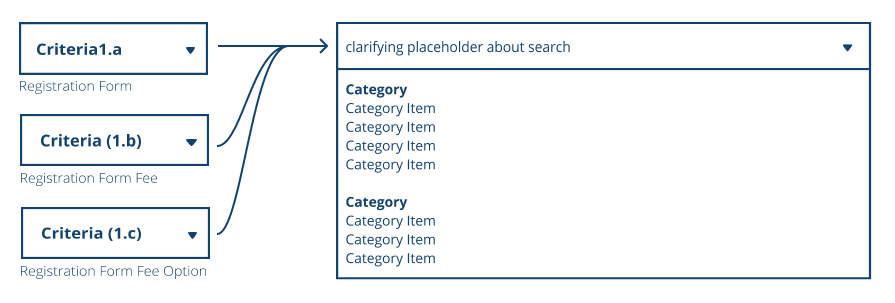 Criteria1.a
Registration Form
Criteria (1.b)
Registration Form Fee
Criteria (1.c)
Registration Form Fee Option
clarifying placeholder about search
Category
Category Item
Category Item
Category Item
Category Item
Category
Category Item
Category Item
Category Item